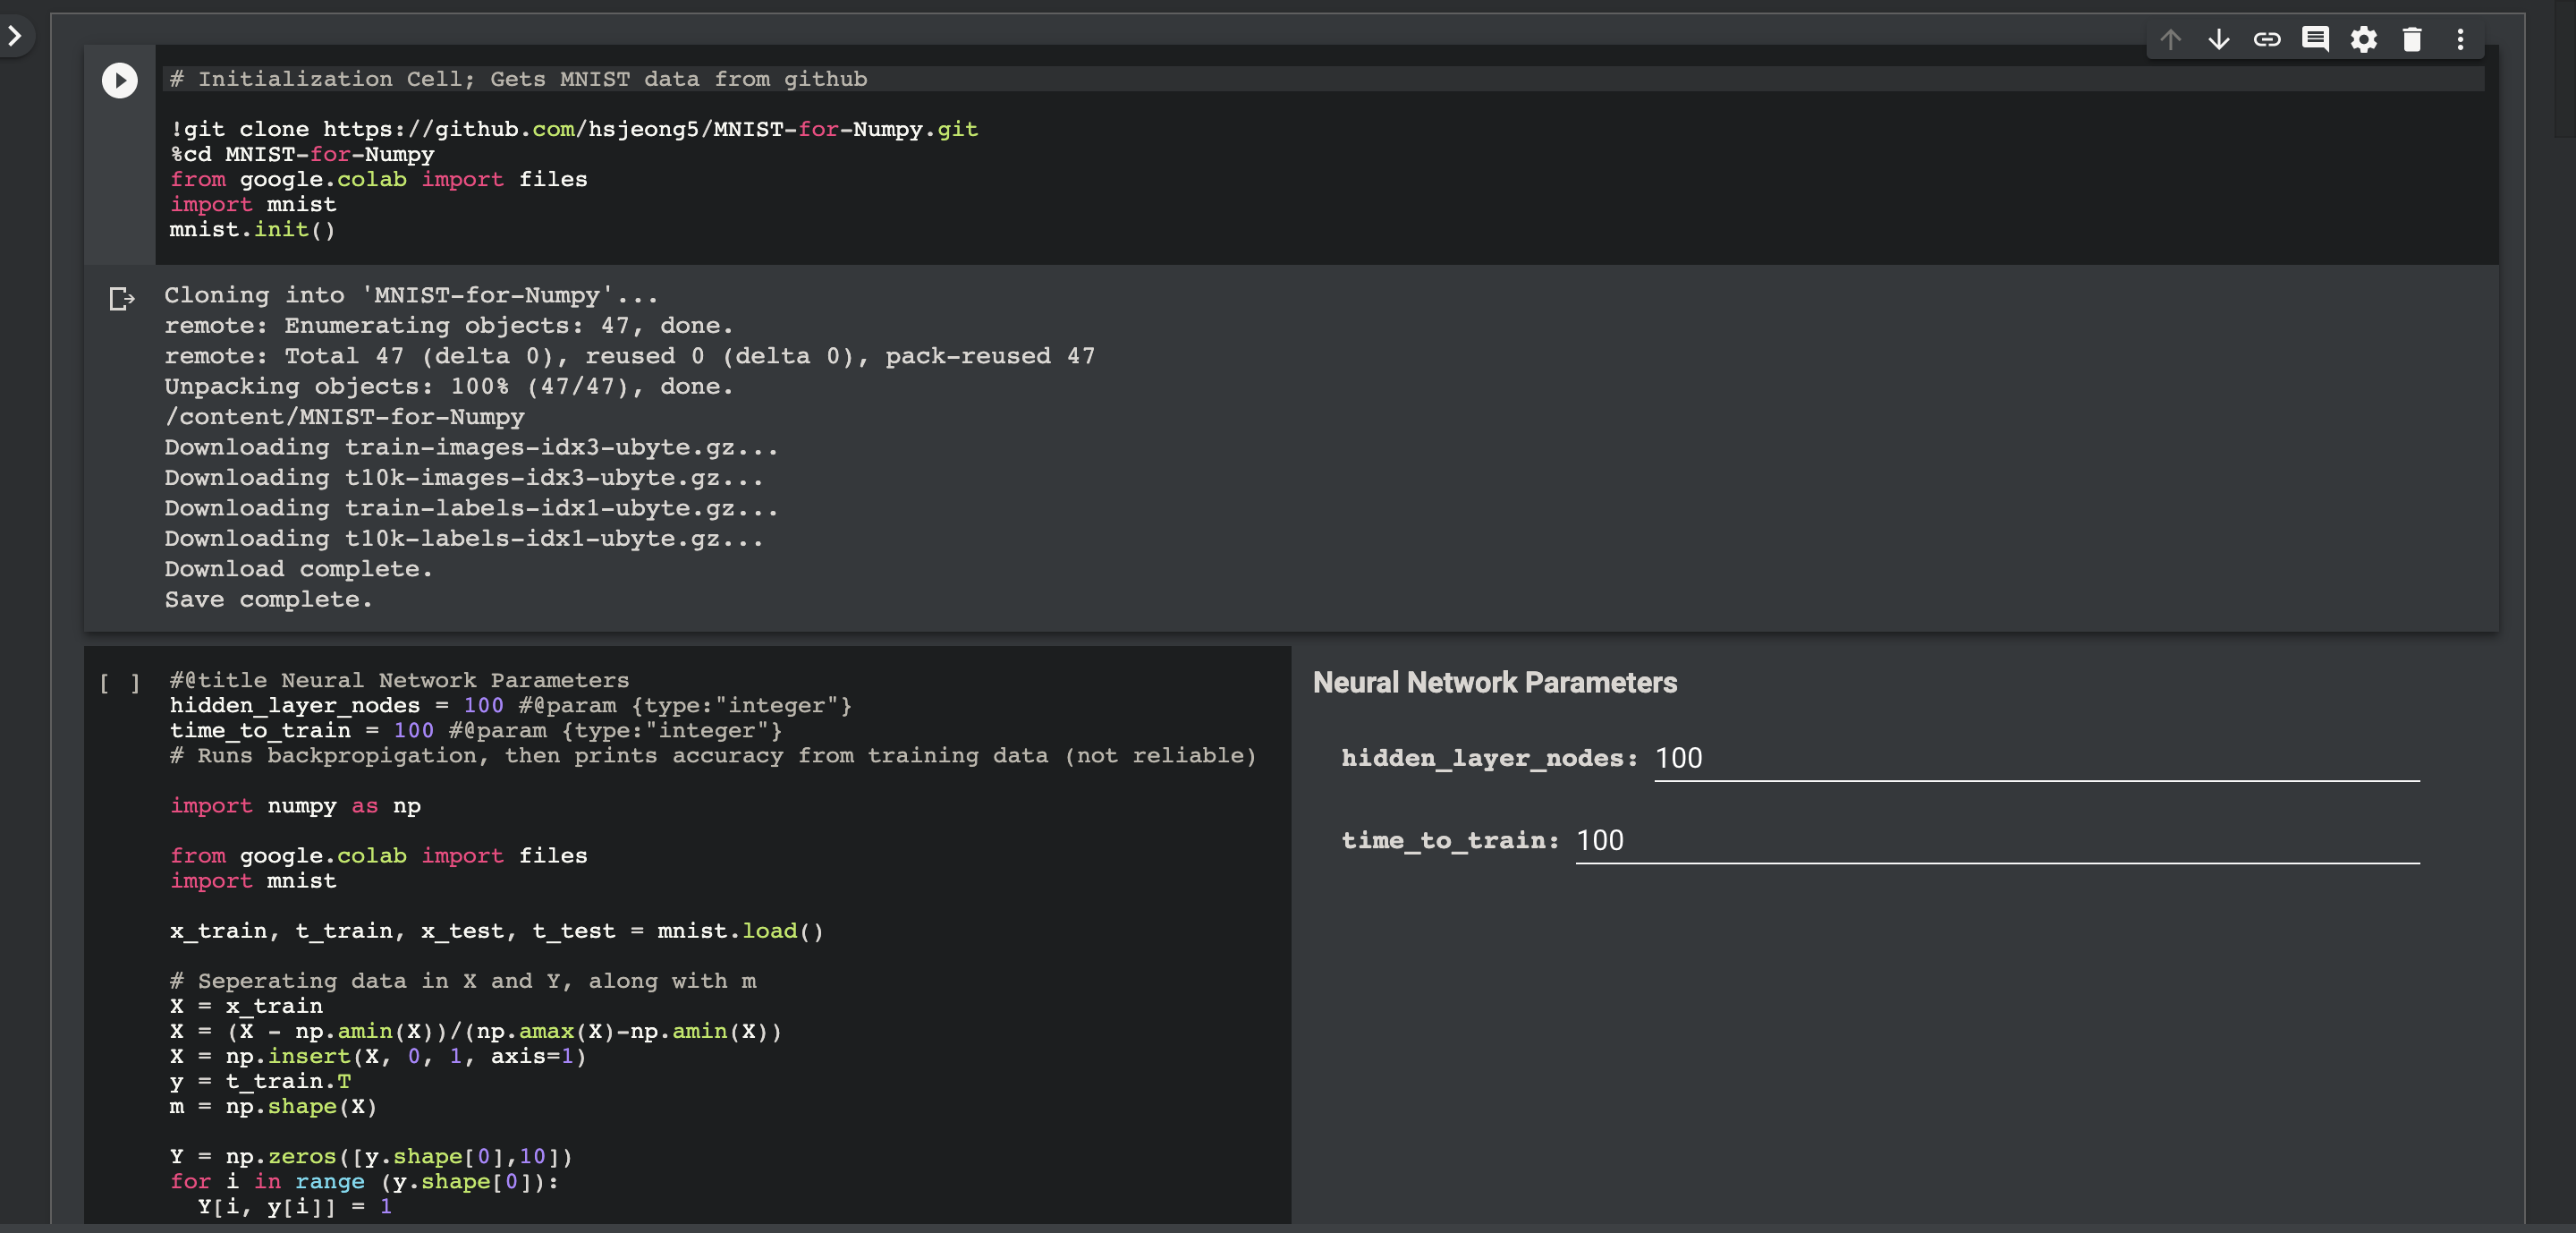 # Initialization Cell; Gets MNIST data from github
!git clone https://github.com/hsjeong5/MNIST-for-Numpy.git
%cd MNIST-for-Numpy
from google.colab import files
import mnist
mnist.init()
Cloning into 'MNIST-for-Numpy'...
remote: Enumerating objects: 47, done.
remote: Total 47 (delta 0), reused 0 (delta 0), pack-reused 47
Unpacking objects: 100% (47/47), done.
/content/MNIST-for-Numpy
Downloading train-images-idx3-ubyte.gz...
Downloading t10k-images-idx3-ubyte.gz...
Downloading train-labels-idx1-ubyte.gz...
Downloading t10k-labels-idx1-ubyte.gz...
Download complete.
Save complete.
[ ]
#@title Neural Network Parameters
hidden_layer_nodes = 100 #@param {type:"integer"}
time_to_train = 100 #@param {type:"integer"}
# Runs backpropigation, then prints accuracy from training data (not reliable)
import numpy as np
from google.colab import files
import mnist
x_train, t_train, x_test, t_test = mnist.load()
# Seperating data in X and Y, along with m
X = x_train
X = (X - np.amin(X))/(np.amax(X)-np.amin(X))
X = np.insert(X, 0, 1, axis=1)
y = t_train.T
m = np.shape(X)
Y = np.zeros([y.shape[0],10])
for i in range (y.shape[0]):
  Y[i, y[i]] = 1
Neural Network Parameters
hidden_layer_nodes: 100
time_to_train: 100